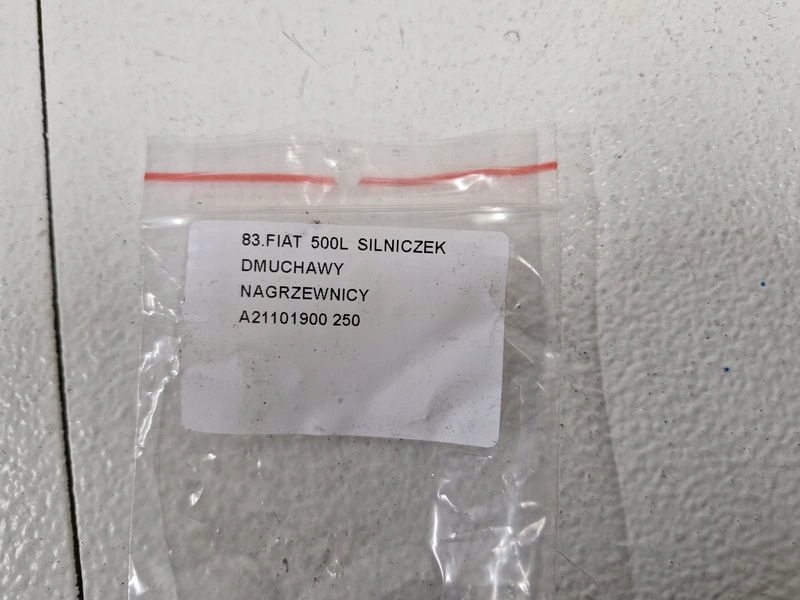 83.FIAT 500L SILNICZEK
DMUCHAWY
NAGRZEWNICY
A21101900 250